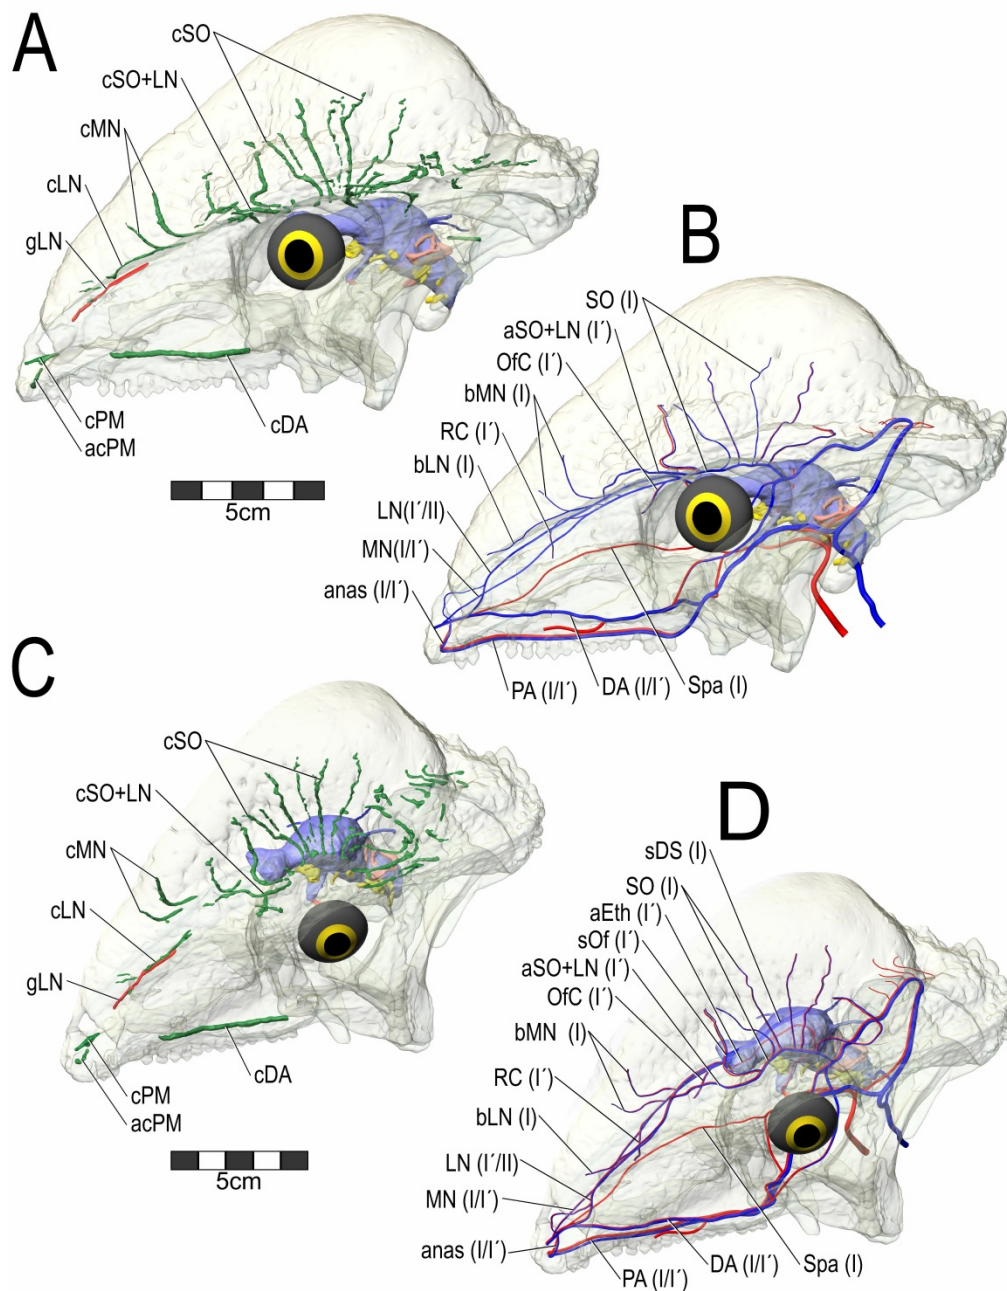 A
cSO
cSO+LN
cMN
cLN
gLN
cPM
acPM
cDA
5cm
B
SO (I)
aSO+LN (I´)
OfC (I´)
bMN (I)
RC (I´)
bLN (I)
LN(I´/II)
MN(I/I´)
anas (I/I´)
PA (I/I´)
DA (I/I´)
Spa (I)
C
cSO
cSO+LN
cMN
cLN
gLN
cPM
acPM
cDA
5cm
D
sDS (I)
SO (I)
aEth (I´)
sOf (I´)
aSO+LN (I´)
OfC (I´)
bMN (I)
RC (I´)
bLN (I)
LN (I´/II)
MN (I/I´)
anas (I/I´)
PA (I/I´)
DA (I/I´)
Spa (I)